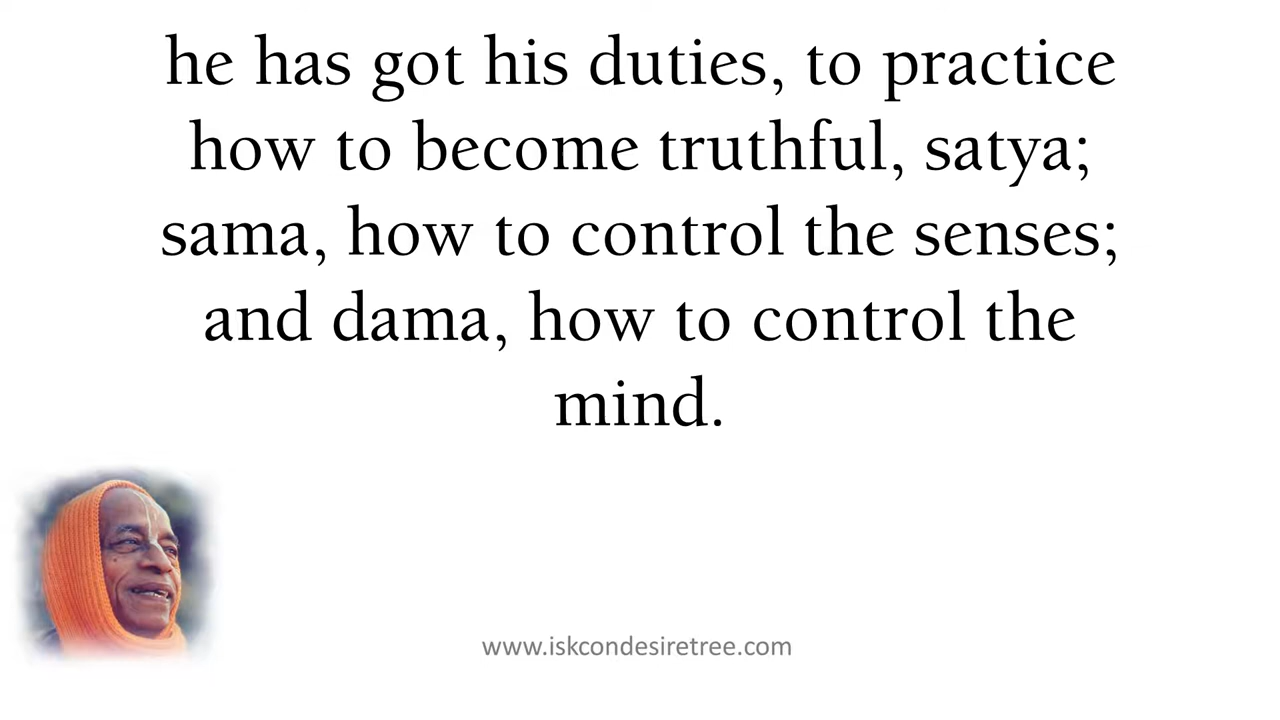 he has got his duties, to practice
how to become truthful, satya;
sama, how to control the senses;
and dama, how to control the
mind.
www.iskcondesiretree.com